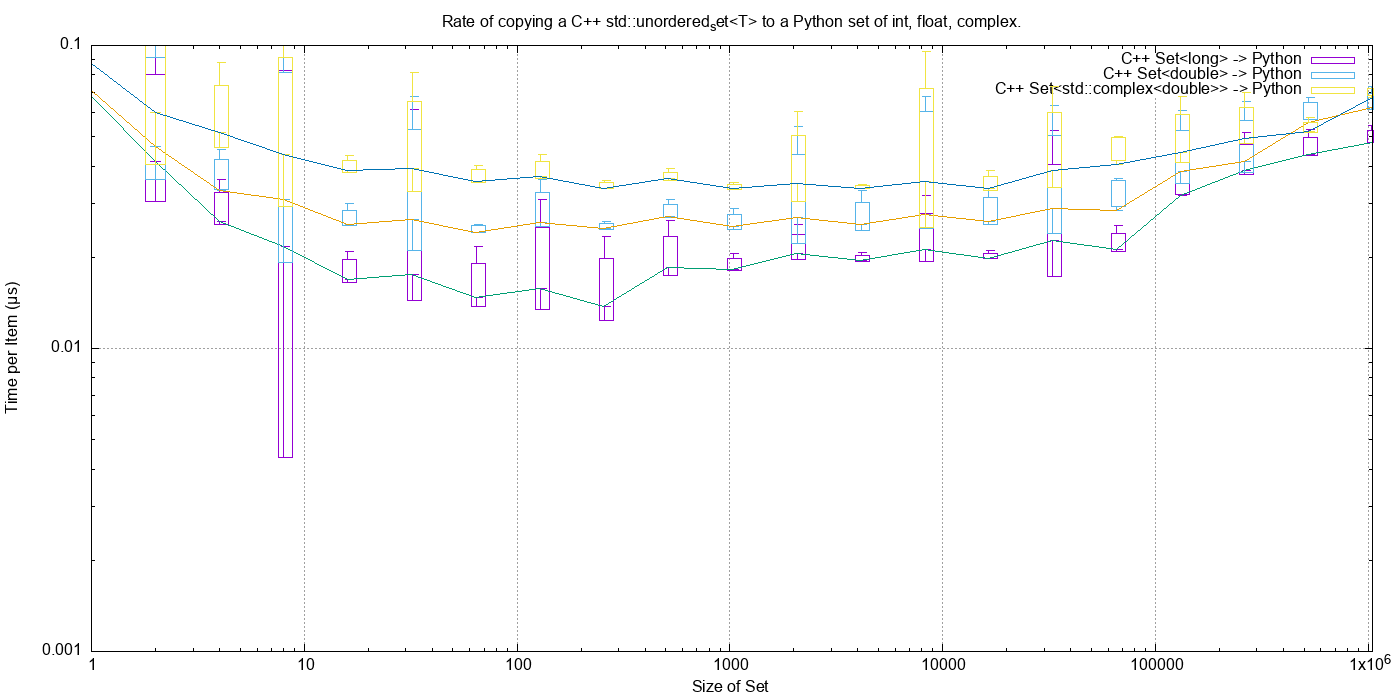 Rate of copying a C++ std::unordered_set<T> to a Python set of int, float, complex.
C++ Set<long> -> Python
C++ Set<double> -> Python
C++ Set<std::complex<double>> -> Python
0.1
0.01
0.001
Time per Item (µs)
1 10 100 1000 10000 100000 1x10^6
Size of Set